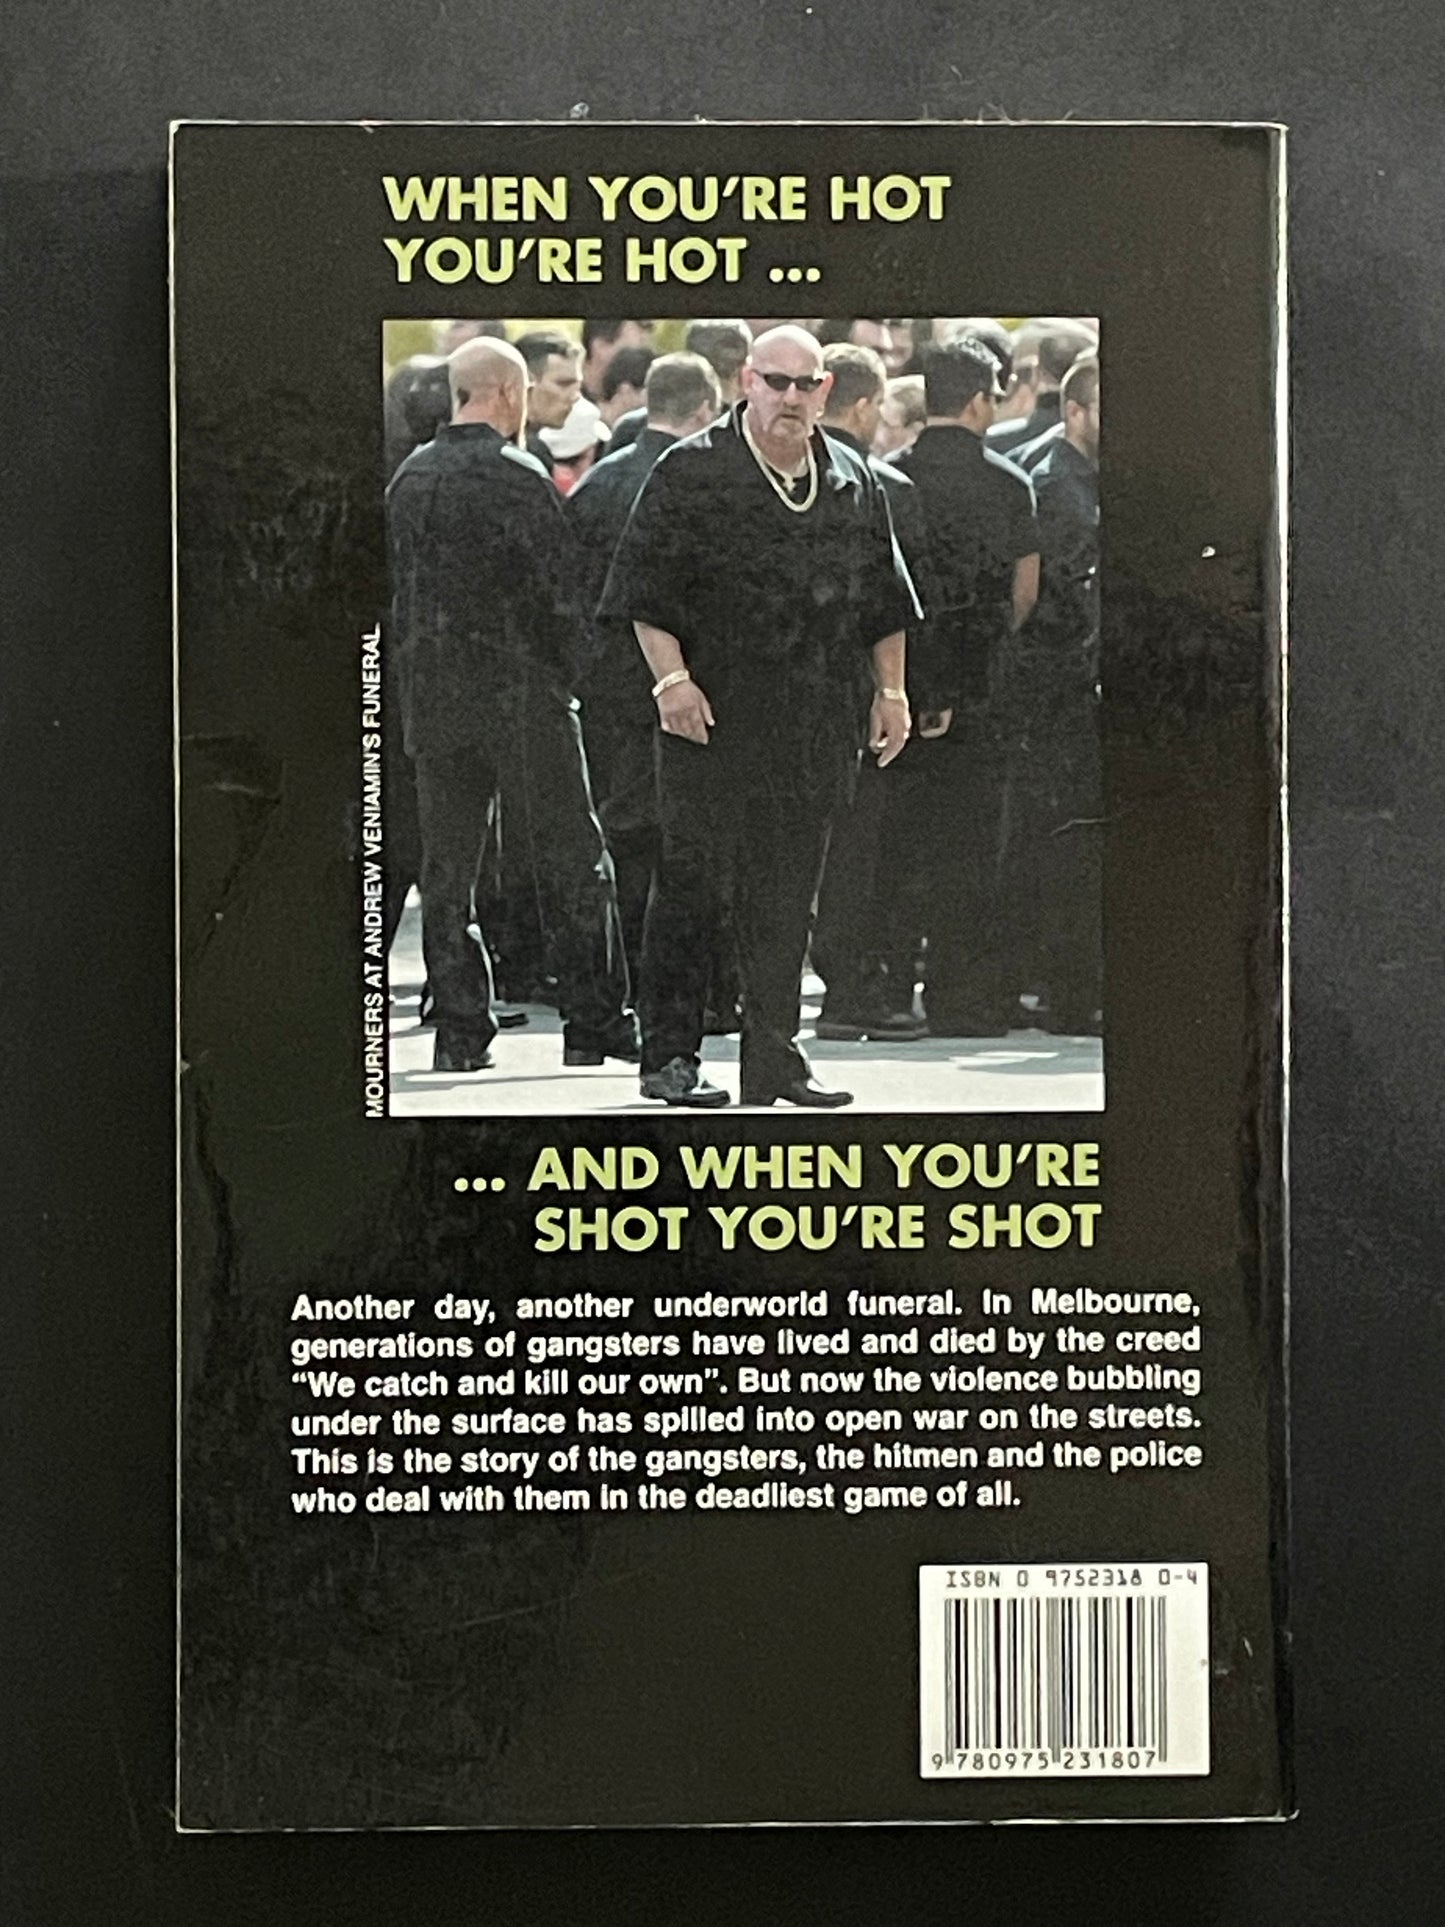 WHEN YOU'RE HOT
YOU'RE HOT ...
MOURNERS AT ANDREW VENIAMIN'S FUNERAL
... AND WHEN YOU'RE
SHOT YOU'RE SHOT
Another day, another underworld funeral. In Melbourne,
generations of gangsters have lived and died by the creed
“We catch and kill our own”. But now the violence bubbling
under the surface has spilled into open war on the streets.
This is the story of the gangsters, the hitmen and the police
who deal with them in the deadliest game of all.
ISBN 0 9752318 0-4
9 780975 231807